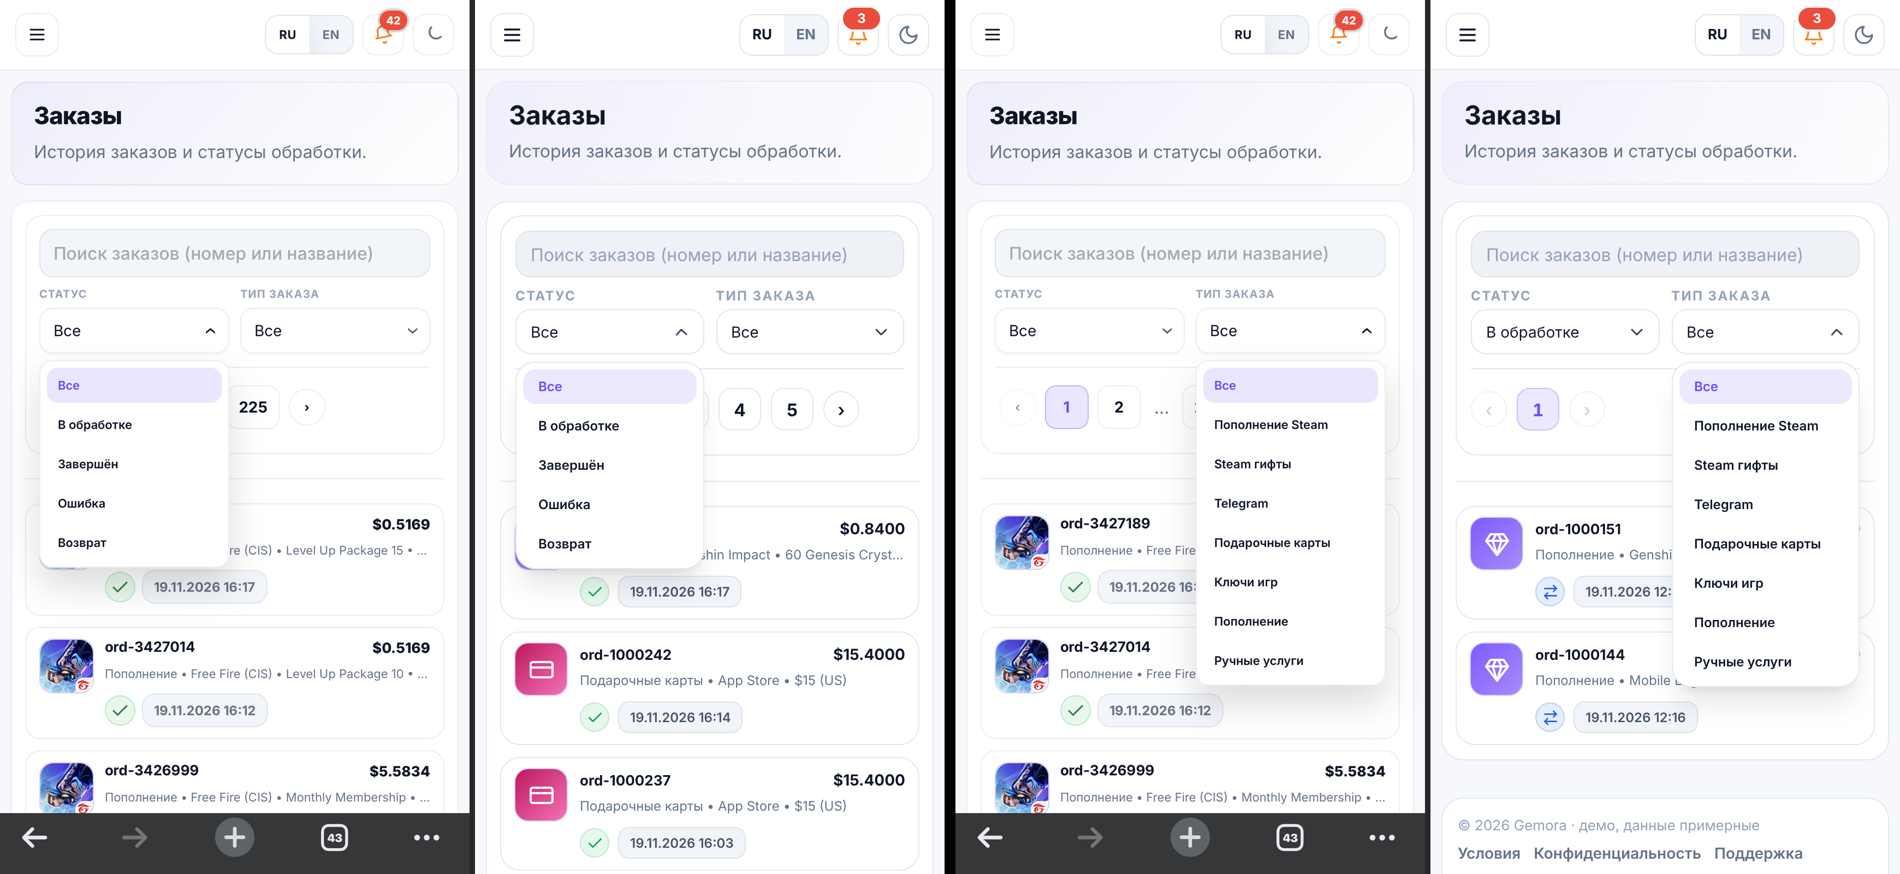 RU EN 42
Заказы
История заказов и статусы обработки.
Поиск заказов (номер или название)
СТАТУС ТИП ЗАКАЗА
Все Все
Все
225 ›
В обработке
Завершён
Ошибка
$0.5169
Возврат
re (CIS) • Level Up Package 15 • ...
19.11.2026 16:17
ord-3427014 $0.5169
Пополнение • Free Fire (CIS) • Level Up Package 10 • ...
19.11.2026 16:12
ord-3426999 $5.5834
Пополнение • Free Fire (CIS) • Monthly Membership • ...
43
RU EN 3
Заказы
История заказов и статусы обработки.
Поиск заказов (номер или название)
СТАТУС ТИП ЗАКАЗА
Все Все
Все
4 5 ›
В обработке
Завершён
Ошибка
$0.8400
Возврат
shin Impact • 60 Genesis Cryst...
19.11.2026 16:17
ord-1000242 $15.4000
Подарочные карты • App Store • $15 (US)
19.11.2026 16:14
ord-1000237 $15.4000
Подарочные карты • App Store • $15 (US)
19.11.2026 16:03
RU EN 42
Заказы
История заказов и статусы обработки.
Поиск заказов (номер или название)
СТАТУС ТИП ЗАКАЗА
Все Все
Все
‹ 1 2 ...
Пополнение Steam
Steam гифты
Telegram
Подарочные карты
Ключи игр
Пополнение
Ручные услуги
ord-3427189
Пополнение • Free Fire
19.11.2026 16:
ord-3427014
Пополнение • Free Fire
19.11.2026 16:12
ord-3426999 $5.5834
Пополнение • Free Fire (CIS) • Monthly Membership • ...
43
RU EN 3
Заказы
История заказов и статусы обработки.
Поиск заказов (номер или название)
СТАТУС ТИП ЗАКАЗА
В обработке Все
Все
‹ 1 ›
Пополнение Steam
Steam гифты
Telegram
Подарочные карты
Ключи игр
Пополнение
Ручные услуги
ord-1000151
Пополнение • Genshi
19.11.2026 12:
ord-1000144
Пополнение • Mobile
19.11.2026 12:16
© 2026 Gemora · демо, данные примерные
Условия Конфиденциальность Поддержка